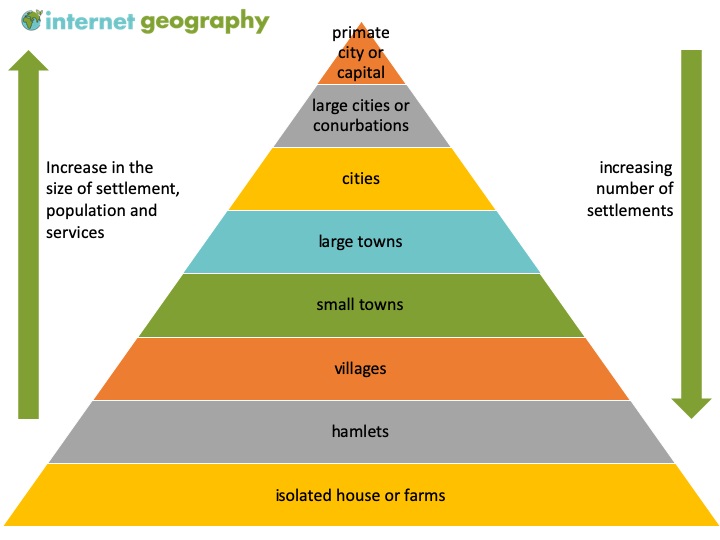 internet geography
primate
city or
capital
large cities or
conurbations
Increase in the
size of settlement,
population and
services
increasing
number of
settlements
cities
large towns
small towns
villages
hamlets
isolated house or farms